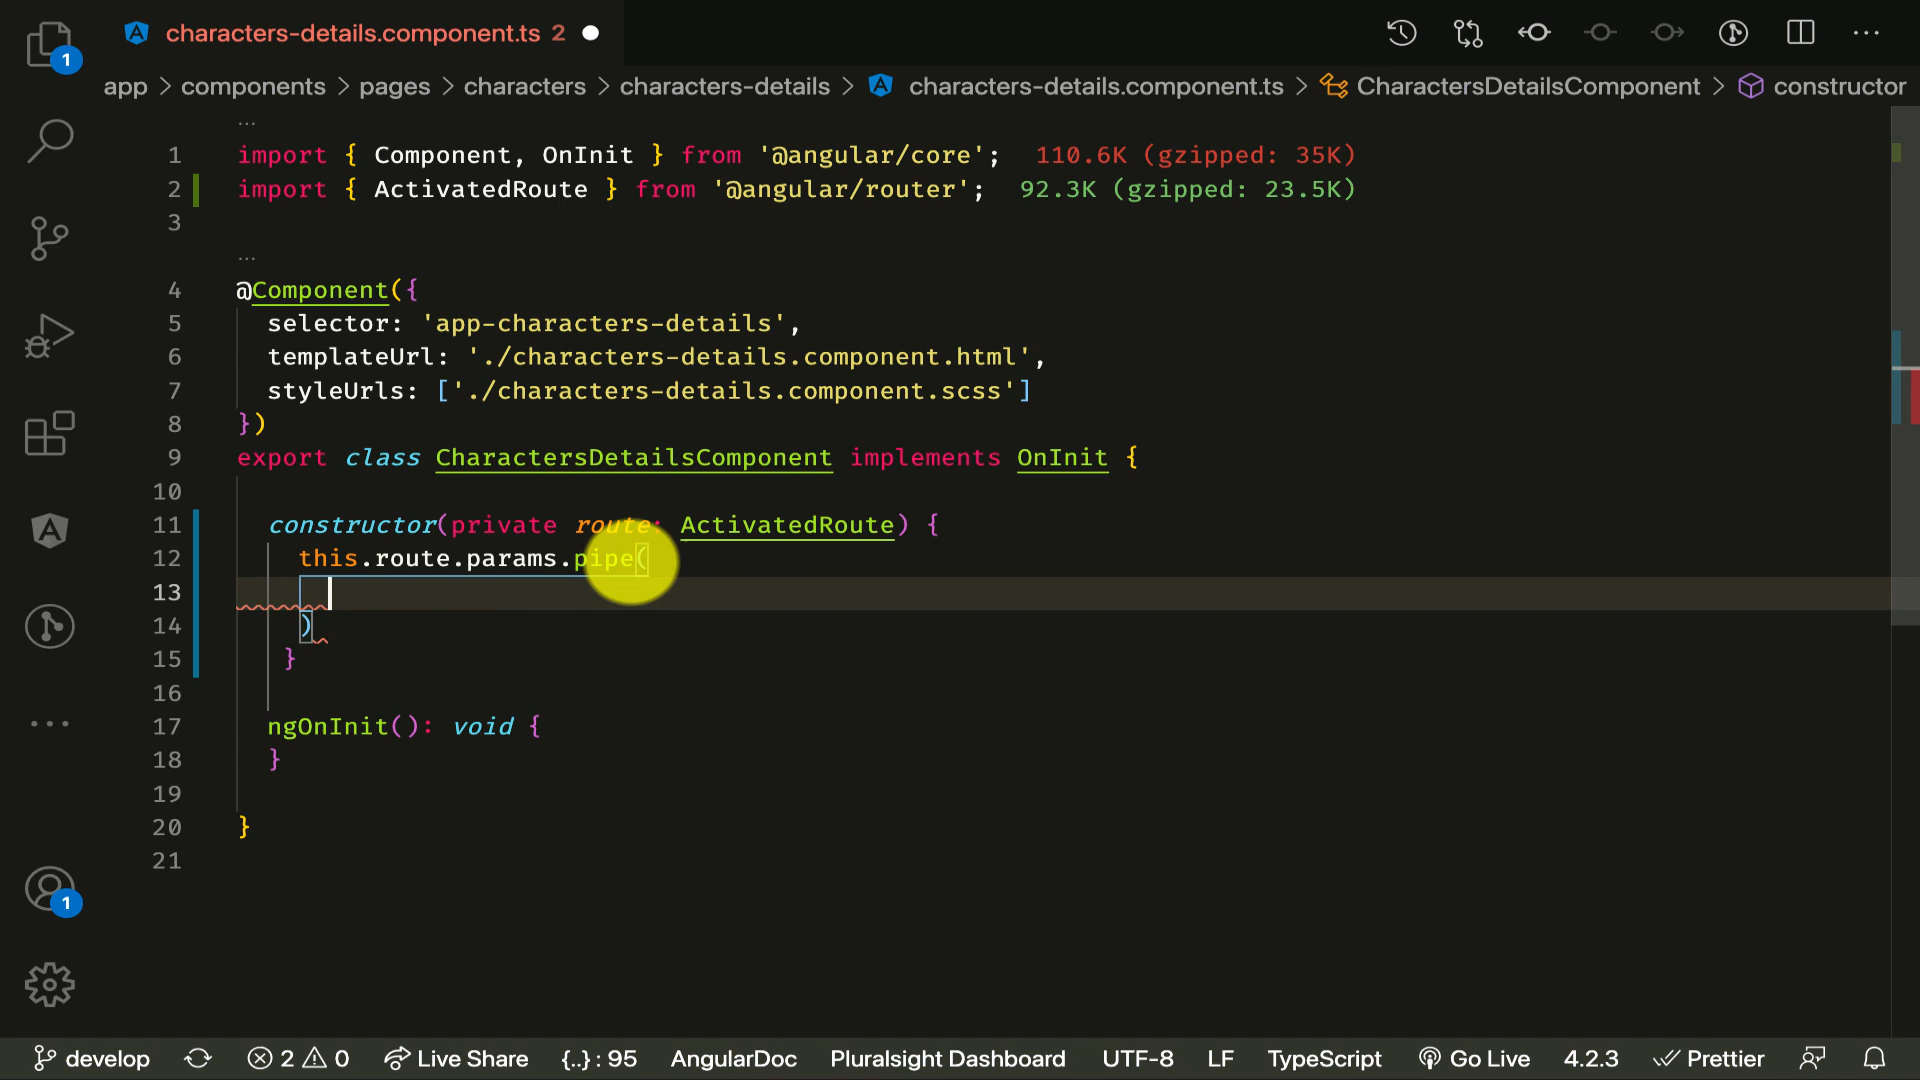 characters-details.component.ts 2
app > components > pages > characters > characters-details > characters-details.component.ts > CharactersDetailsComponent > constructor
1
...
1 import { Component, OnInit } from '@angular/core'; 110.6K (gzipped: 35K)
2 import { ActivatedRoute } from '@angular/router'; 92.3K (gzipped: 23.5K)
3
...
4 @Component({
5 selector: 'app-characters-details',
6 templateUrl: './characters-details.component.html',
7 styleUrls: ['./characters-details.component.scss']
8 })
9 export class CharactersDetailsComponent implements OnInit {
10
11 constructor(private route: ActivatedRoute) {
12 this.route.params.pipe(
13
14 )
15 }
16
17 ngOnInit(): void {
18 }
19
20 }
21
1
develop 2 0 Live Share {..} : 95 AngularDoc Pluralsight Dashboard UTF-8 LF TypeScript Go Live 4.2.3 Prettier